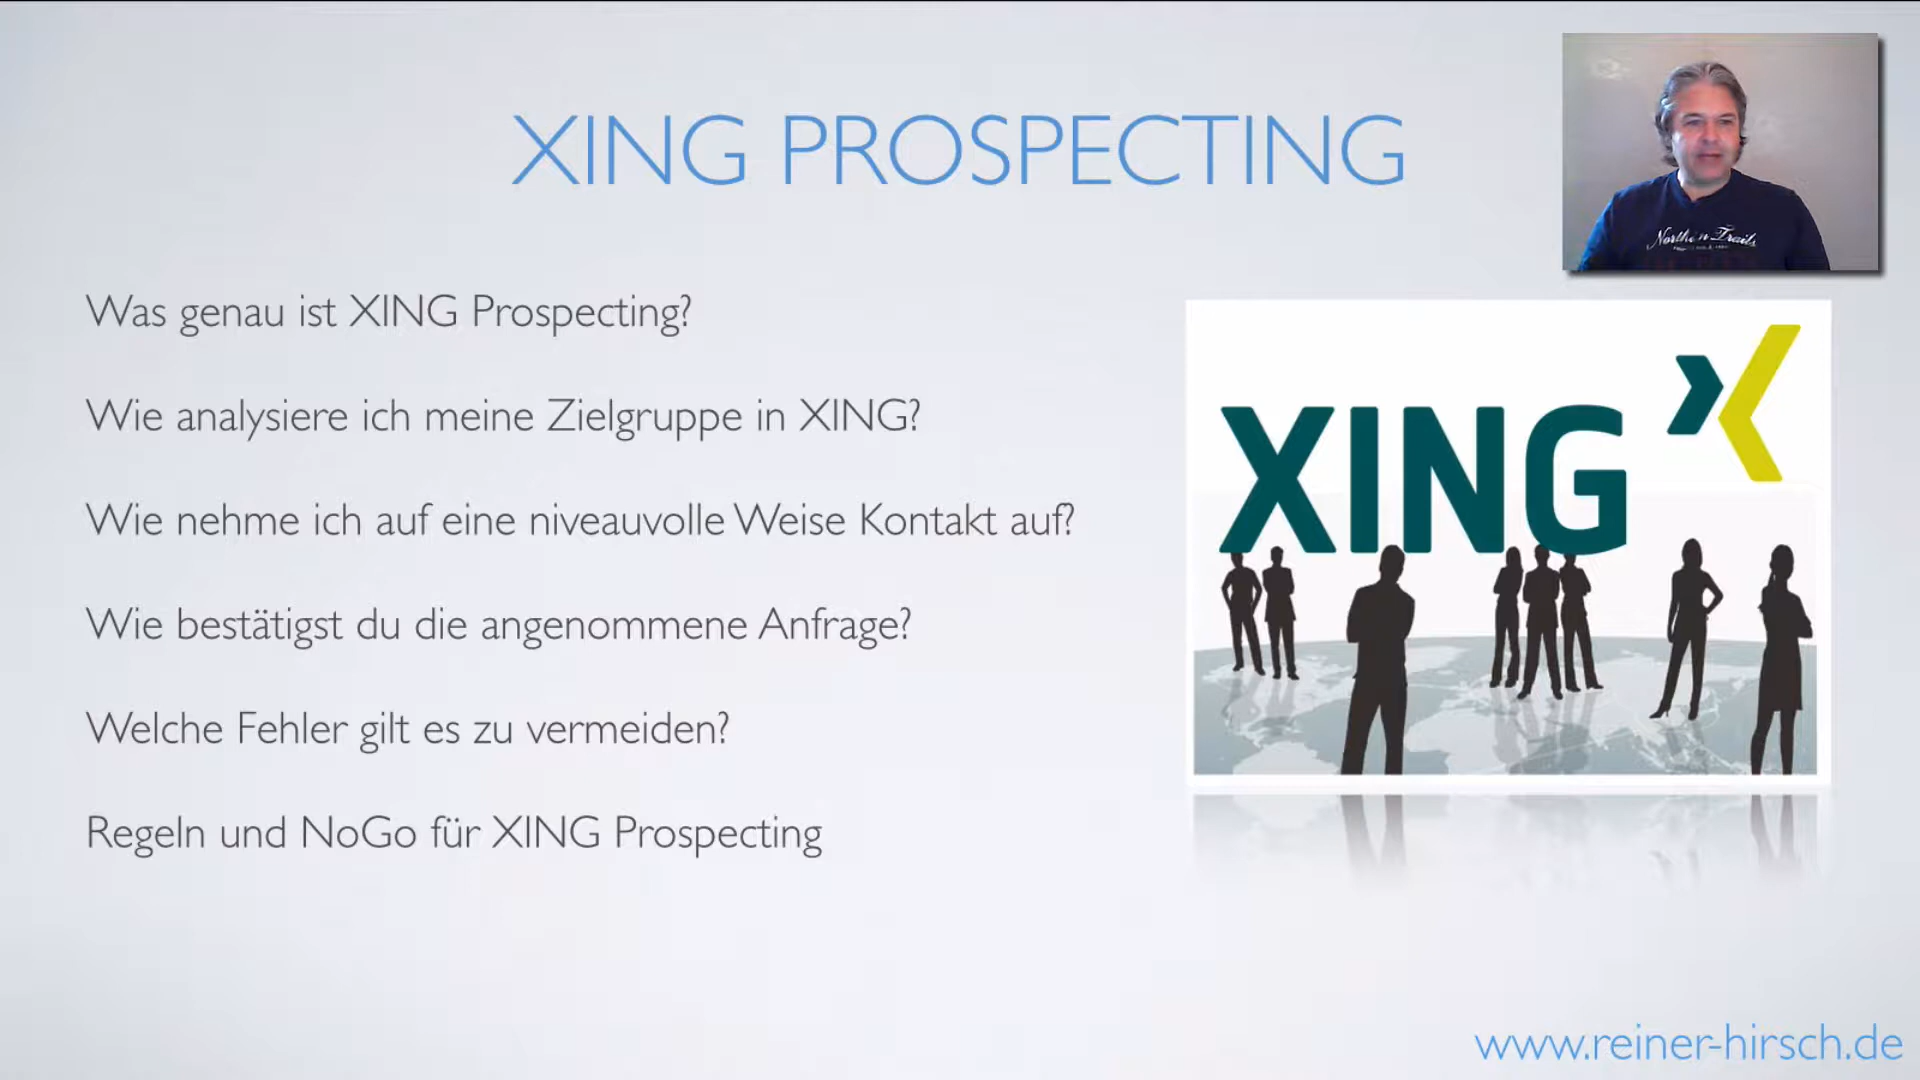 XING PROSPECTING
Was genau ist XING Prospecting?
Wie analysiere ich meine Zielgruppe in XING?
Wie nehme ich auf eine niveauvolle Weise Kontakt auf?
Wie bestätigst du die angenommene Anfrage?
Welche Fehler gilt es zu vermeiden?
Regeln und NoGo für XING Prospecting
Northern Trails
XING
www.reiner-hirsch.de